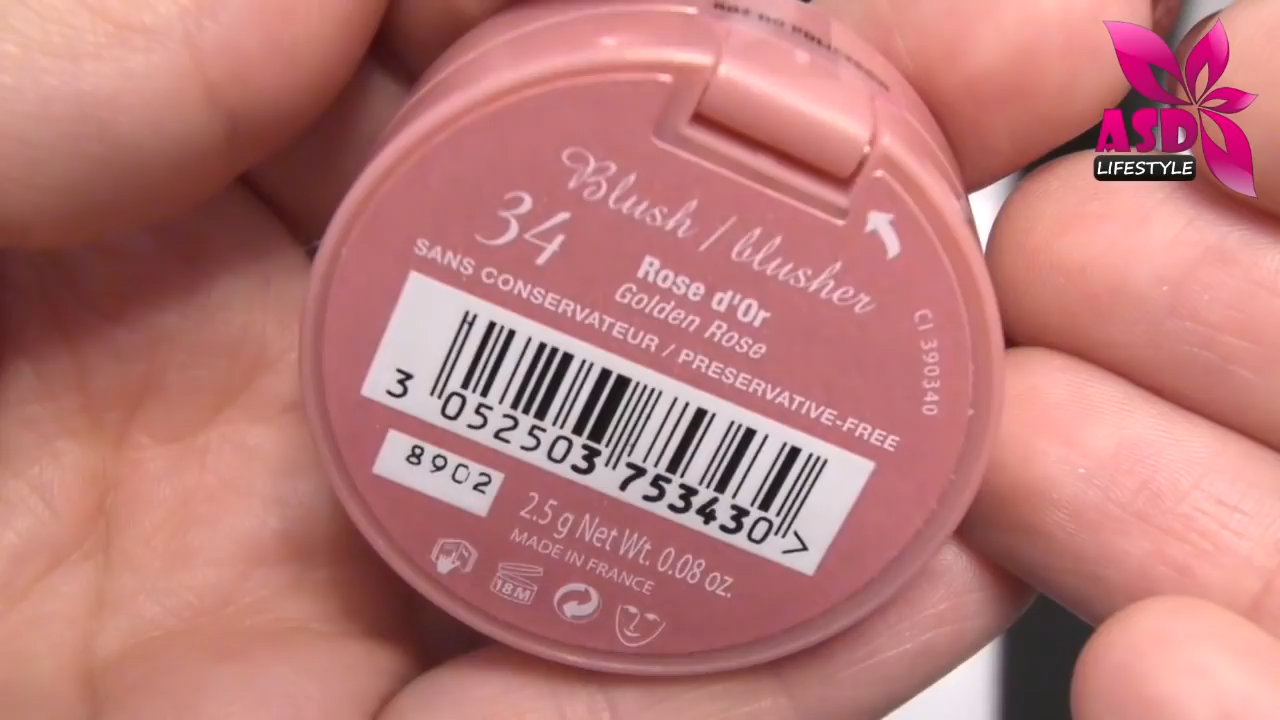 ASD
LIFESTYLE
Blush / blusher
34
Rose d'Or
Golden Rose
SANS CONSERVATEUR / PRESERVATIVE-FREE
CI 390340
3 052503 753430 >
8902
2.5 g Net Wt. 0.08 oz.
MADE IN FRANCE
18M